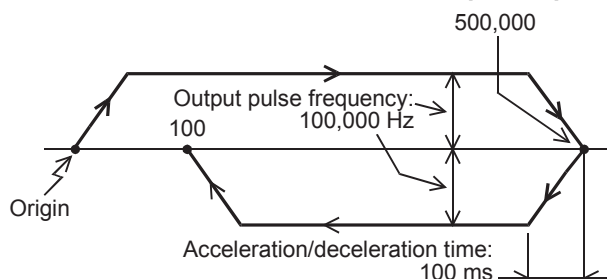 500,000
Output pulse frequency:
100,000 Hz
100
Origin
Acceleration/deceleration time:
100 ms